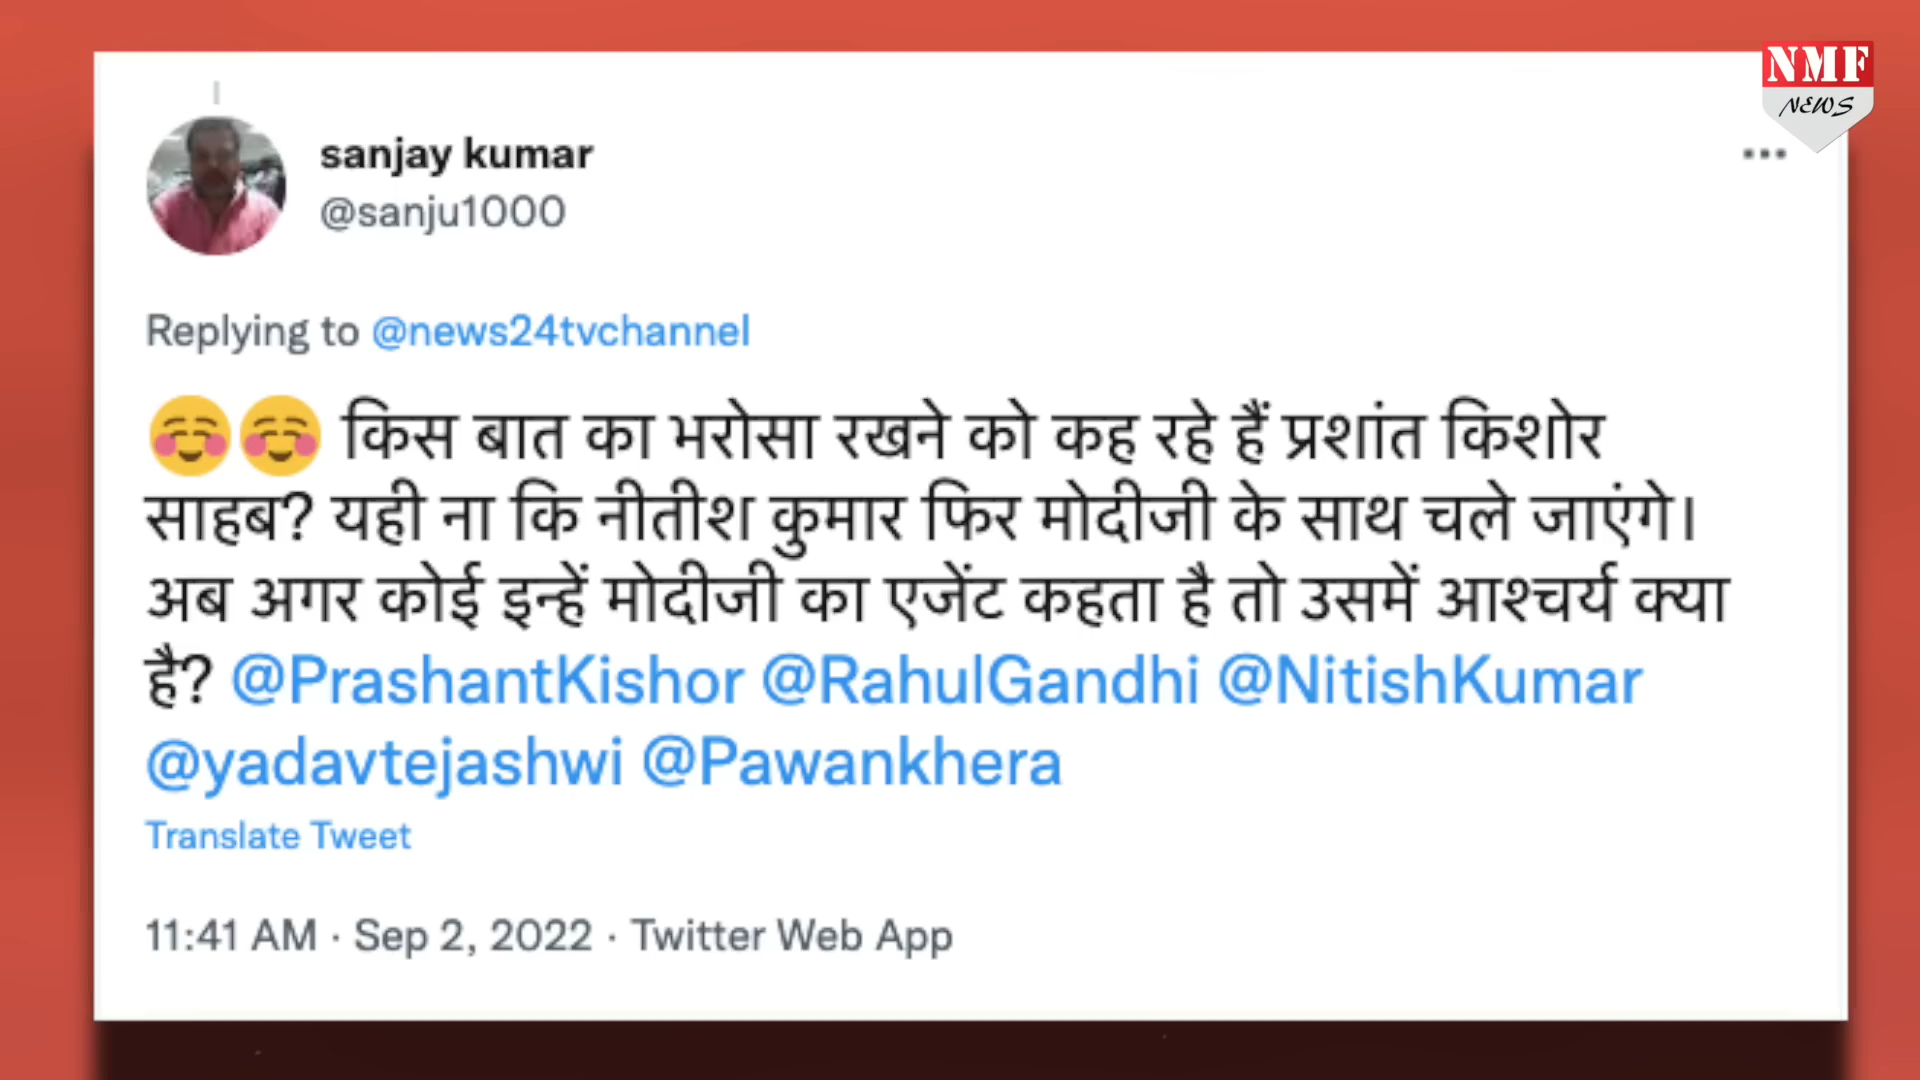 NMF
NEWS
sanjay kumar
@sanju1000
Replying to @news24tvchannel
☺️☺️ किस बात का भरोसा रखने को कह रहे हैं प्रशांत किशोर
साहब? यही ना कि नीतीश कुमार फिर मोदीजी के साथ चले जाएंगे।
अब अगर कोई इन्हें मोदीजी का एजेंट कहता है तो उसमें आश्चर्य क्या
है? @PrashantKishor @RahulGandhi @NitishKumar
@yadavtejashwi @Pawankhera
Translate Tweet
11:41 AM · Sep 2, 2022 · Twitter Web App